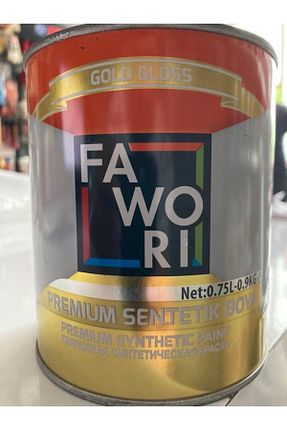 GOLD GLOSS
FA
WO
RI
Net:0.75L-0.9KG
PREMIUM SENTETİK BOYA
PREMIUM SYNTHETIC PAINT
ГЛЯНЦЕВАЯ СИНТЕТИЧЕСКАЯ КРАСКА